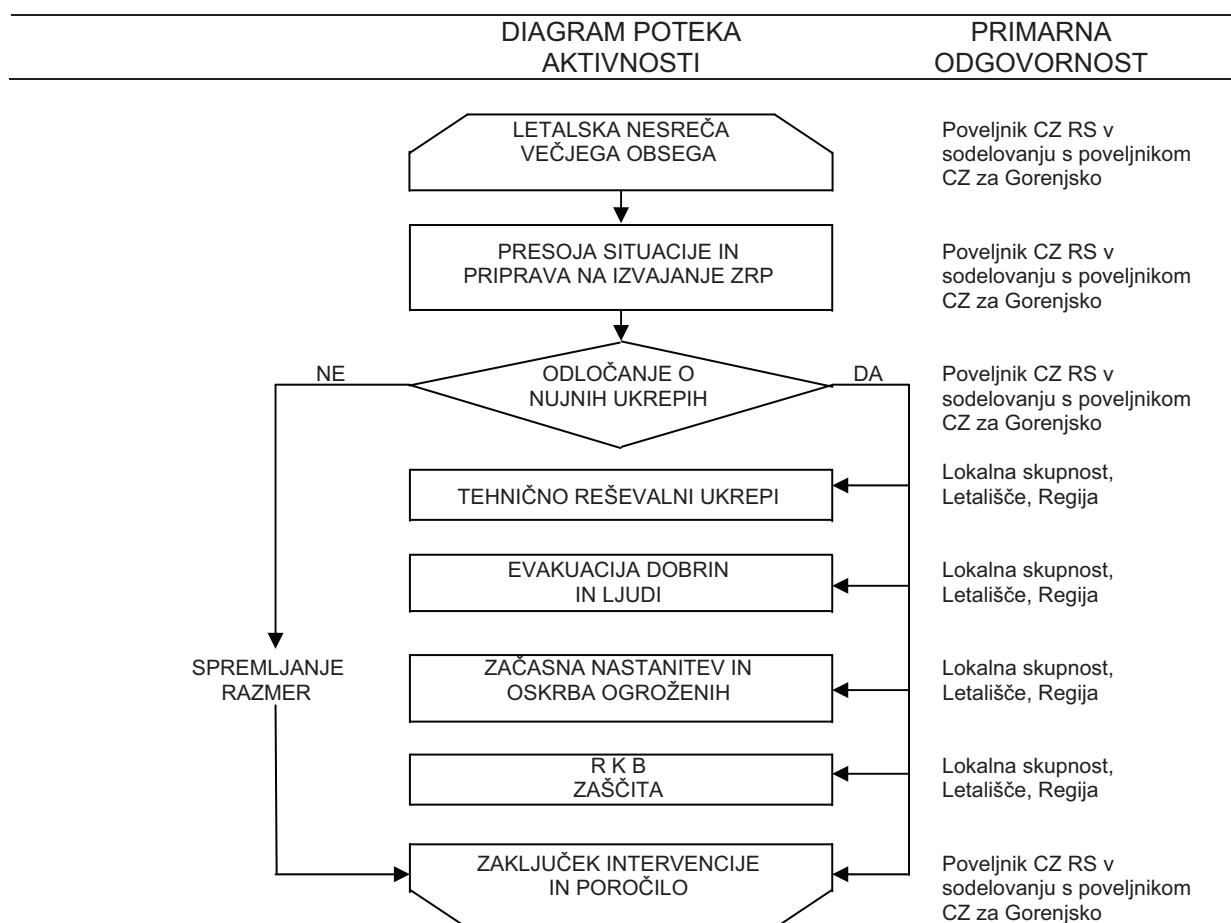 DIAGRAM POTEKA
AKTIVNOSTI
PRIMARNA
ODGOVORNOST
LETALSKA NESREČA
VEČJEGA OBSEGA
Poveljnik CZ RS v
sodelovanju s poveljnikom
CZ za Gorenjsko
PRESOJA SITUACIJE IN
PRIPRAVA NA IZVAJANJE ZRP
Poveljnik CZ RS v
sodelovanju s poveljnikom
CZ za Gorenjsko
NE
ODLOČANJE O
NUJNIH UKREPIH
DA
Poveljnik CZ RS v
sodelovanju s poveljnikom
CZ za Gorenjsko
TEHNIČNO REŠEVALNI UKREPI
Lokalna skupnost,
Letališče, Regija
EVAKUACIJA DOBRIN
IN LJUDI
Lokalna skupnost,
Letališče, Regija
SPREMLJANJE
RAZMER
ZAČASNA NASTANITEV IN
OSKRBA OGROŽENIH
Lokalna skupnost,
Letališče, Regija
R K B
ZAŠČITA
Lokalna skupnost,
Letališče, Regija
ZAKLJUČEK INTERVENCIJE
IN POROČILO
Poveljnik CZ RS v
sodelovanju s poveljnikom
CZ za Gorenjsko